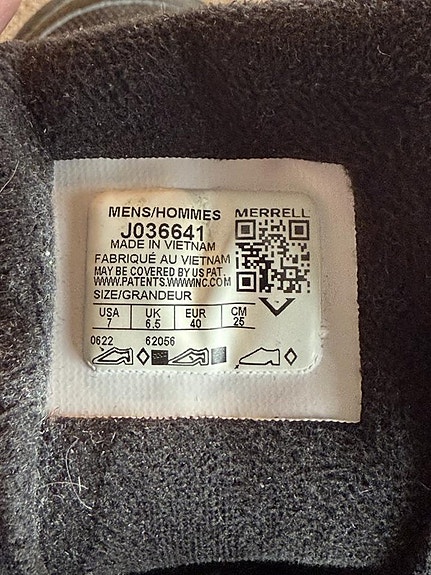 MENS/HOMMES MERRELL
J036641
MADE IN VIETNAM
FABRIQUÉ AU VIETNAM
MAY BE COVERED BY US PAT.
WWW.PATENTS.WWWINC.COM
SIZE/GRANDEUR
USA UK EUR CM
7 6.5 40 25
0622 62056